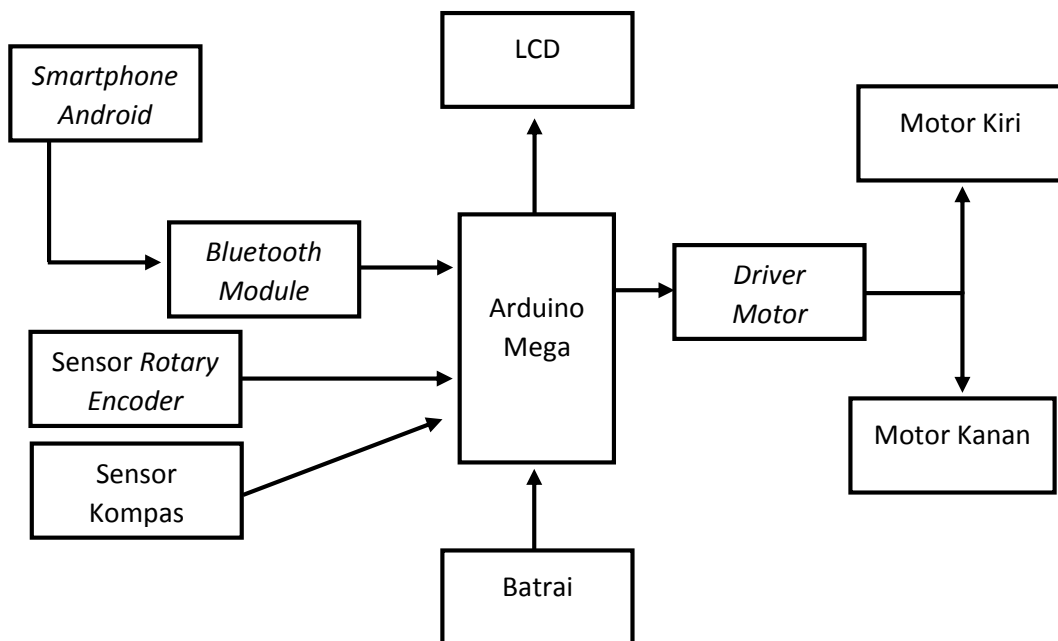 LCD
Smartphone
Android
Motor Kiri
Bluetooth
Module
Arduino
Mega
Driver
Motor
Sensor Rotary
Encoder
Motor Kanan
Sensor
Kompas
Batrai